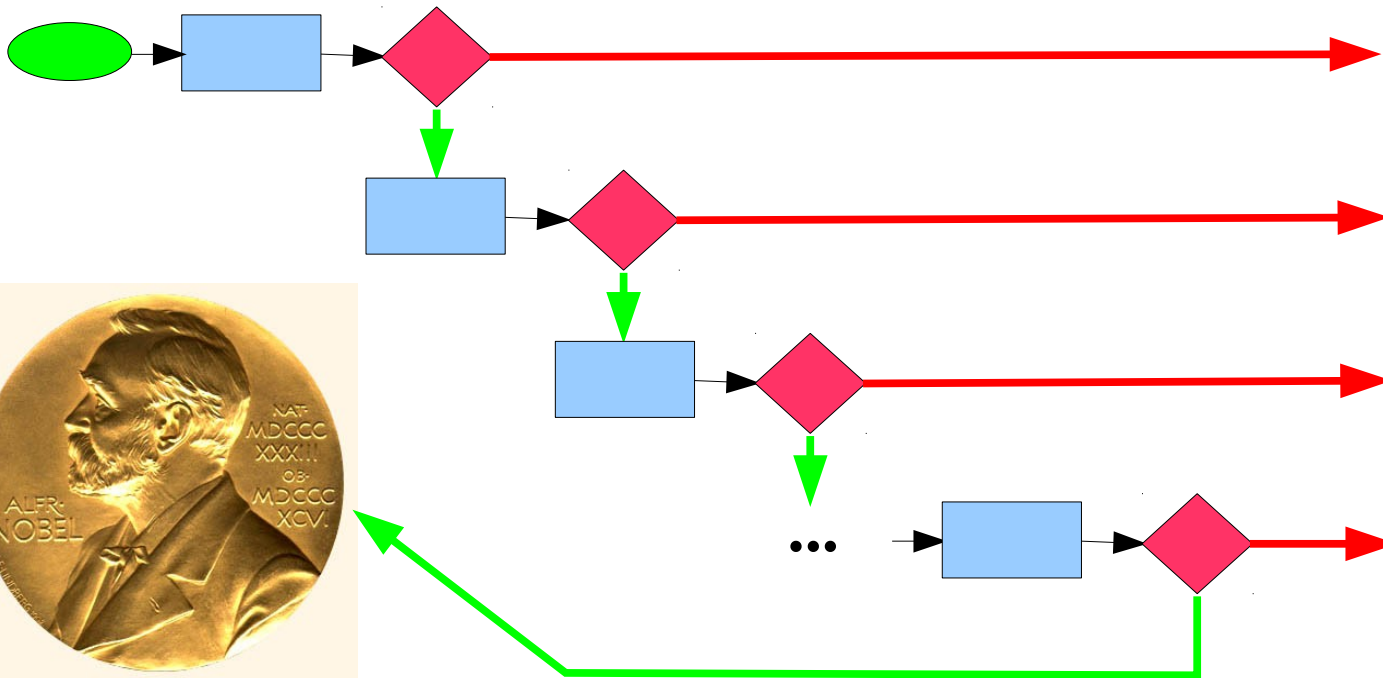 NAT-
MDCCC
XXXIII
OB-
MDCCC
XCVI
ALFR-
NOBEL